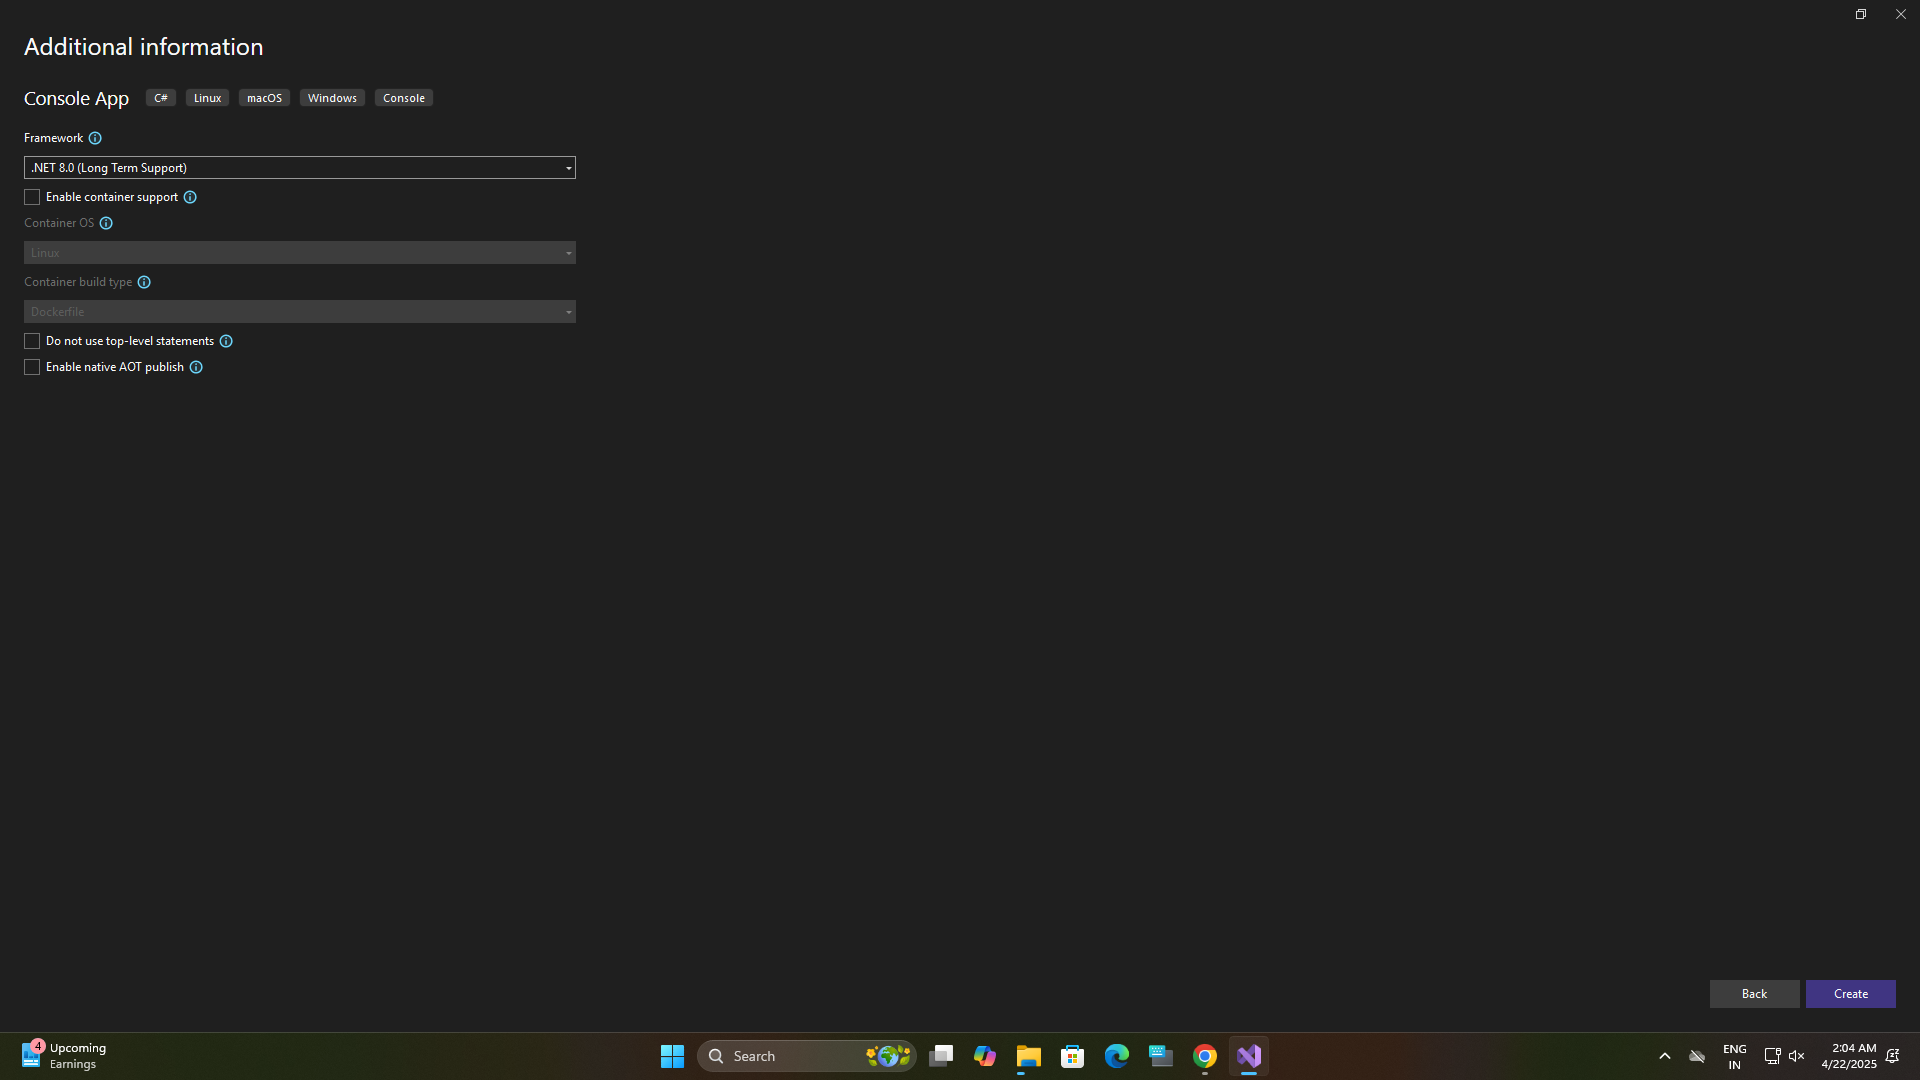 Additional information
Console App C# Linux macOS Windows Console
Framework
.NET 8.0 (Long Term Support)
Enable container support
Container OS
Linux
Container build type
Dockerfile
Do not use top-level statements
Enable native AOT publish
Back Create
4
Upcoming
Earnings
Search
ENG
IN
2:04 AM
4/22/2025